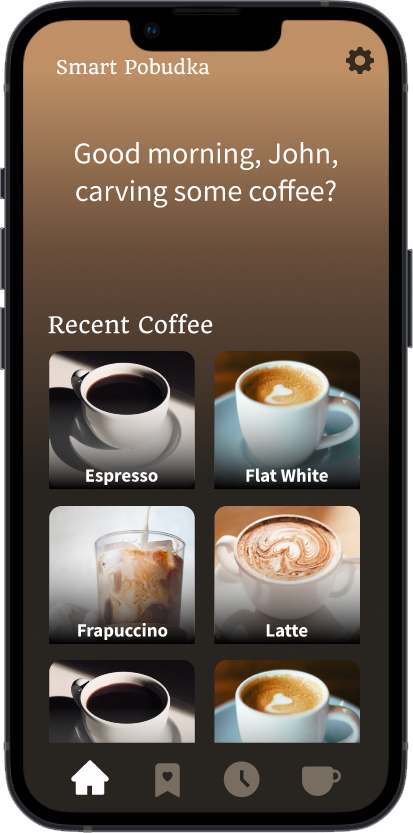 Smart Pobudka
Good morning, John,
carving some coffee?
Recent Coffee
Espresso
Flat White
Frapuccino
Latte